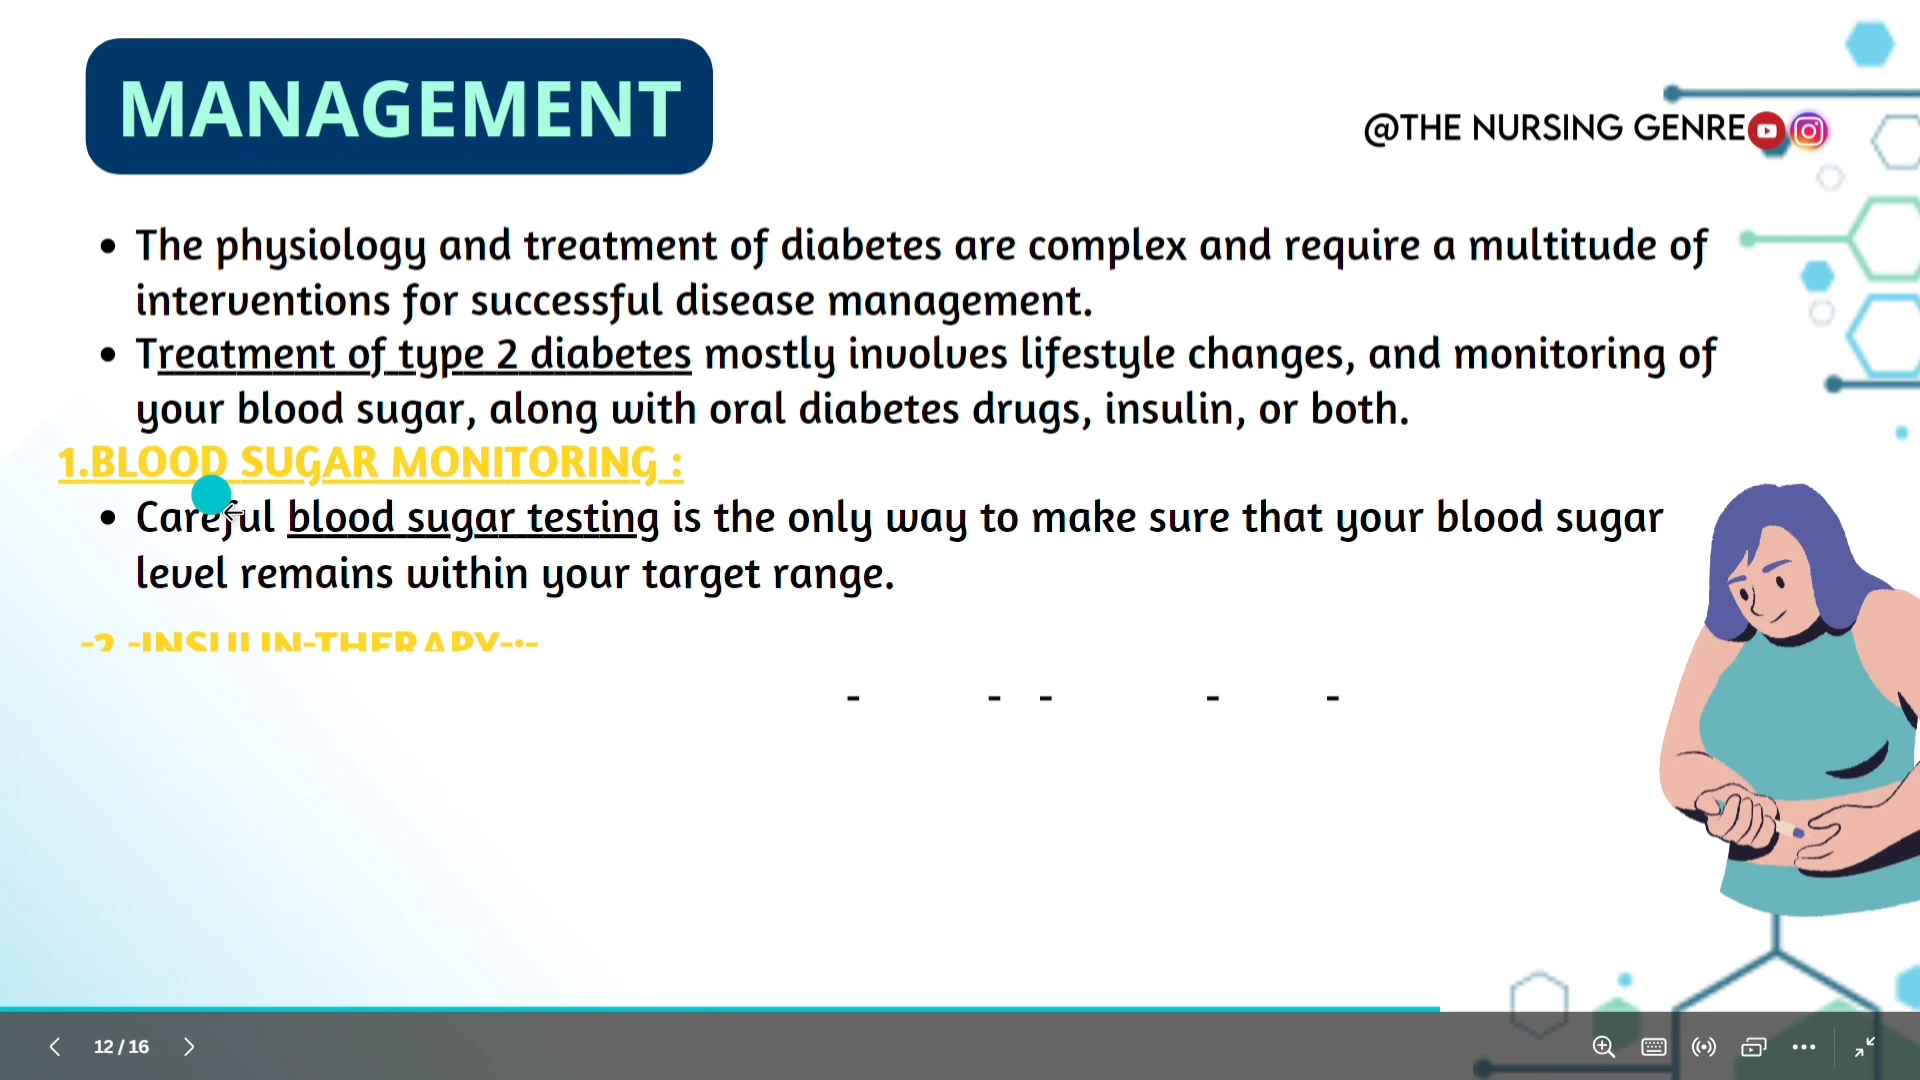 MANAGEMENT
@THE NURSING GENRE
• The physiology and treatment of diabetes are complex and require a multitude of
interventions for successful disease management.
• Treatment of type 2 diabetes mostly involves lifestyle changes, and monitoring of
your blood sugar, along with oral diabetes drugs, insulin, or both.
1.BLOOD SUGAR MONITORING :
• Careful blood sugar testing is the only way to make sure that your blood sugar
level remains within your target range.
2 INSULIN THERAPY :
12 / 16